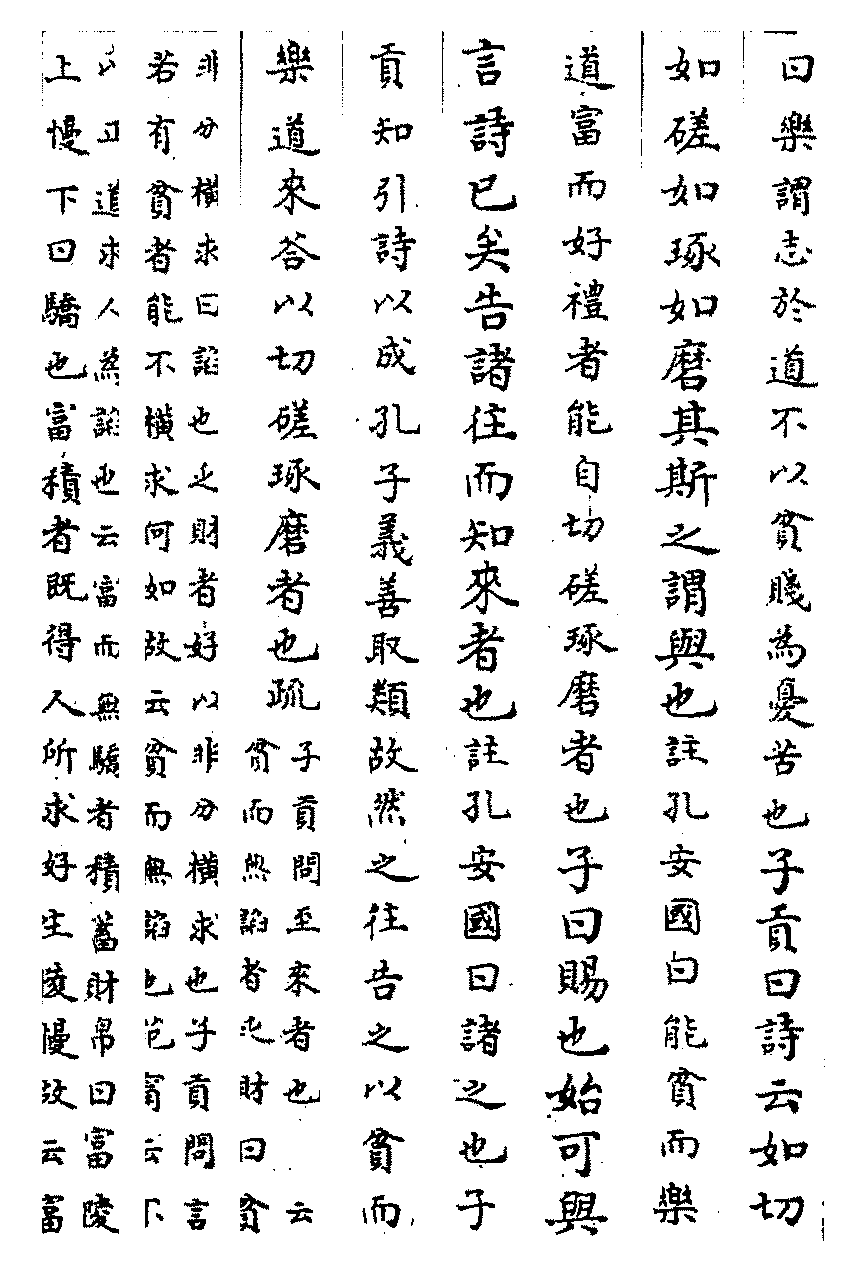 曰樂謂志於道不以貧賤為憂苦也子貢曰詩云如切
如磋如琢如磨其斯之謂與也註孔安國曰能貧而樂
道富而好禮者能自切磋琢磨者也子曰賜也始可與
言詩已矣告諸往而知來者也註孔安國曰諸之也子
貢知引詩以成孔子義善取類故然之往告之以貧而
樂道來荅以切磋琢磨者也疏
子貢問至來者也 云
貧而無諂者乏財曰貧
非分橫求曰諂也乏財者好以非分橫求也子貢問言
若有貧者能不橫求何如故云貧而無諂也范甯云不
以正道求人為諂也云富而無驕者積蓄財帛曰富陵
上慢下曰驕也富積者既得人所求好生陵慢故云富